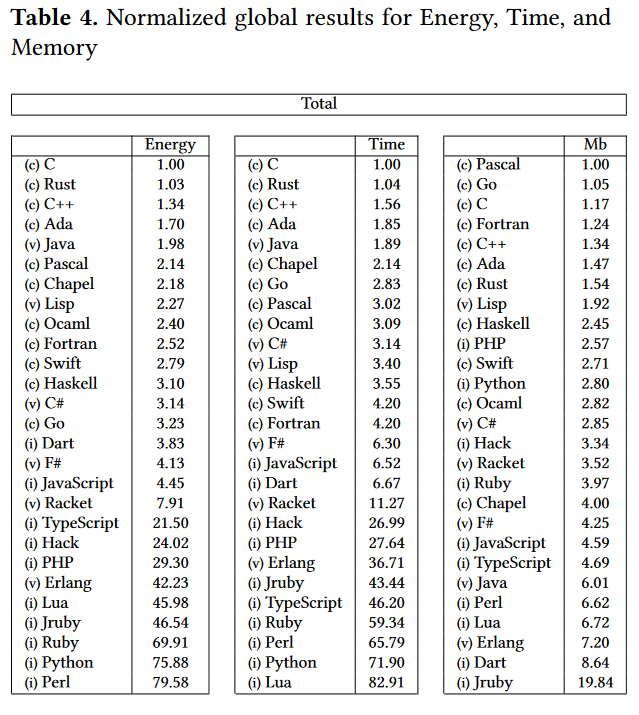 Table 4. Normalized global results for Energy, Time, and
Memory
Total
Energy
(c) C 1.00
(c) Rust 1.03
(c) C++ 1.34
(c) Ada 1.70
(v) Java 1.98
(c) Pascal 2.14
(c) Chapel 2.18
(v) Lisp 2.27
(c) Ocaml 2.40
(c) Fortran 2.52
(c) Swift 2.79
(c) Haskell 3.10
(v) C# 3.14
(c) Go 3.23
(i) Dart 3.83
(v) F# 4.13
(i) JavaScript 4.45
(v) Racket 7.91
(i) TypeScript 21.50
(i) Hack 24.02
(i) PHP 29.30
(v) Erlang 42.23
(i) Lua 45.98
(i) Jruby 46.54
(i) Ruby 69.91
(i) Python 75.88
(i) Perl 79.58
Time
(c) C 1.00
(c) Rust 1.04
(c) C++ 1.56
(c) Ada 1.85
(v) Java 1.89
(c) Chapel 2.14
(c) Go 2.83
(c) Pascal 3.02
(c) Ocaml 3.09
(v) C# 3.14
(v) Lisp 3.40
(c) Haskell 3.55
(c) Swift 4.20
(c) Fortran 4.20
(v) F# 6.30
(i) JavaScript 6.52
(i) Dart 6.67
(v) Racket 11.27
(i) Hack 26.99
(i) PHP 27.64
(v) Erlang 36.71
(i) Jruby 43.44
(i) TypeScript 46.20
(i) Ruby 59.34
(i) Perl 65.79
(i) Python 71.90
(i) Lua 82.91
Mb
(c) Pascal 1.00
(c) Go 1.05
(c) C 1.17
(c) Fortran 1.24
(c) C++ 1.34
(c) Ada 1.47
(c) Rust 1.54
(v) Lisp 1.92
(c) Haskell 2.45
(i) PHP 2.57
(c) Swift 2.71
(i) Python 2.80
(c) Ocaml 2.82
(v) C# 2.85
(i) Hack 3.34
(v) Racket 3.52
(i) Ruby 3.97
(c) Chapel 4.00
(v) F# 4.25
(i) JavaScript 4.59
(i) TypeScript 4.69
(v) Java 6.01
(i) Perl 6.62
(i) Lua 6.72
(v) Erlang 7.20
(i) Dart 8.64
(i) Jruby 19.84